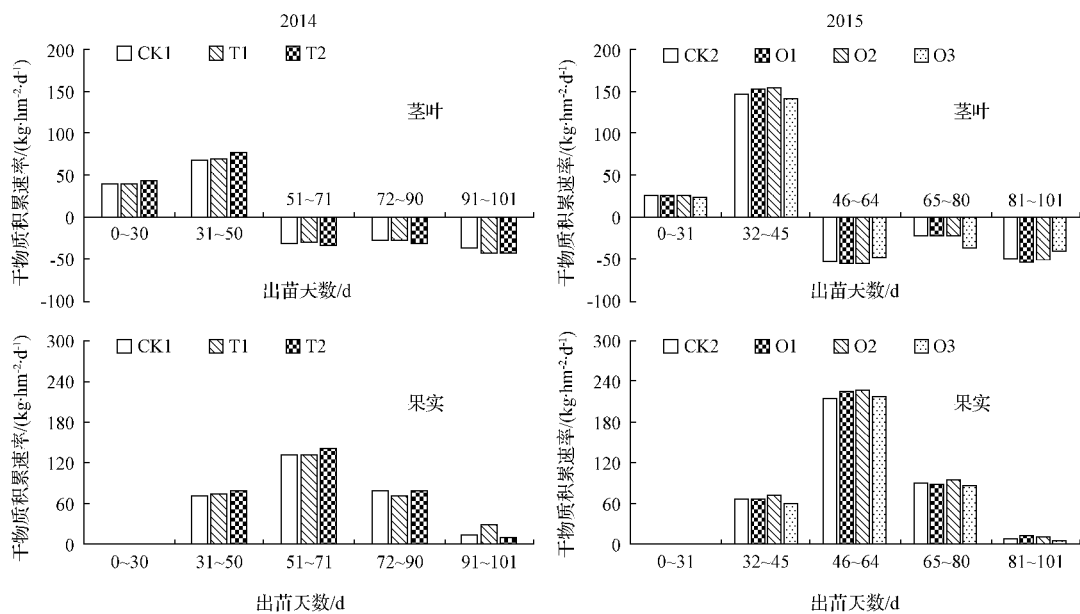 2014
200
150
100
50
0
-50
-100
干物质积累速率/(kg·hm⁻²·d⁻¹)
CK1 T1 T2
茎叶
51~71 72~90 91~101
0~30 31~50
出苗天数/d
2015
200
150
100
50
0
-50
-100
干物质积累速率/(kg·hm⁻²·d⁻¹)
CK2 O1 O2 O3
茎叶
46~64 65~80 81~101
0~31 32~45
出苗天数/d
300
240
180
120
60
0
干物质积累速率/(kg·hm⁻²·d⁻¹)
CK1 T1 T2
果实
0~30 31~50 51~71 72~90 91~101
出苗天数/d
300
240
180
120
60
0
干物质积累速率/(kg·hm⁻²·d⁻¹)
CK2 O1 O2 O3
果实
0~31 32~45 46~64 65~80 81~101
出苗天数/d